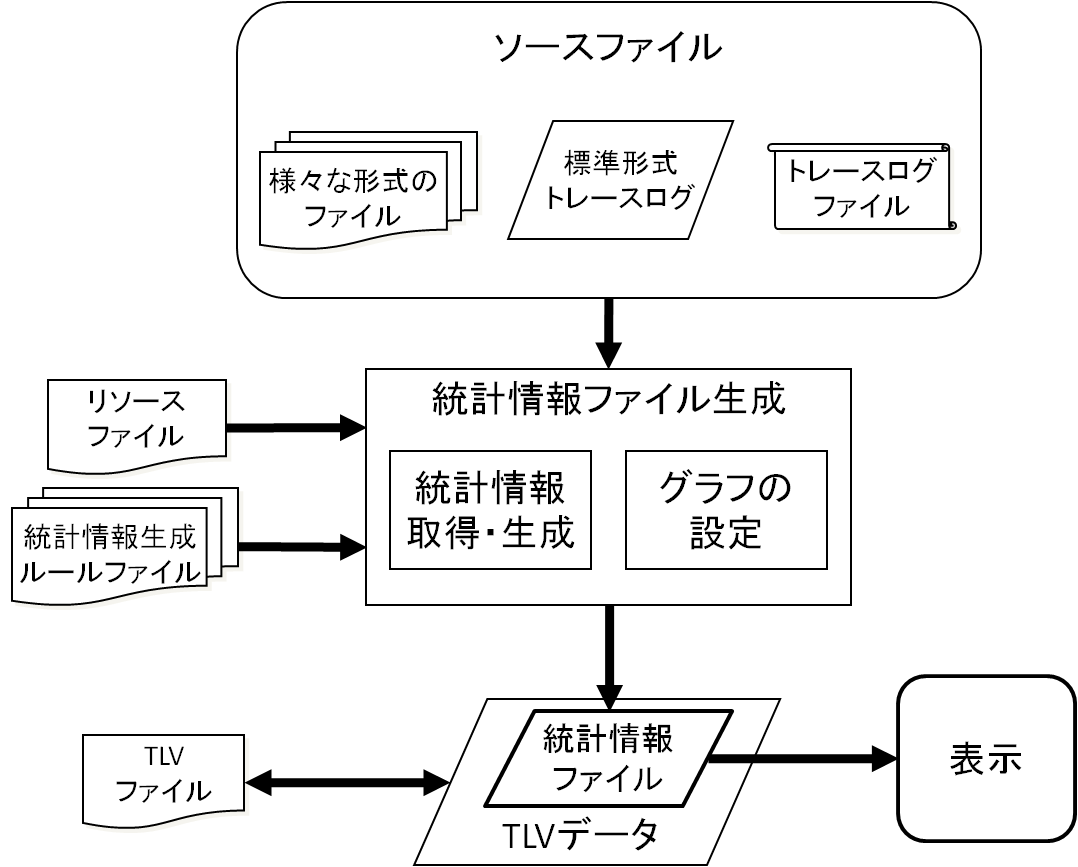 ソースファイル
様々な形式の
ファイル
標準形式
トレースログ
トレースログ
ファイル
リソース
ファイル
統計情報生成
ルールファイル
統計情報ファイル生成
統計情報
取得・生成
グラフの
設定
TLV
ファイル
統計情報
ファイル
TLVデータ
表示